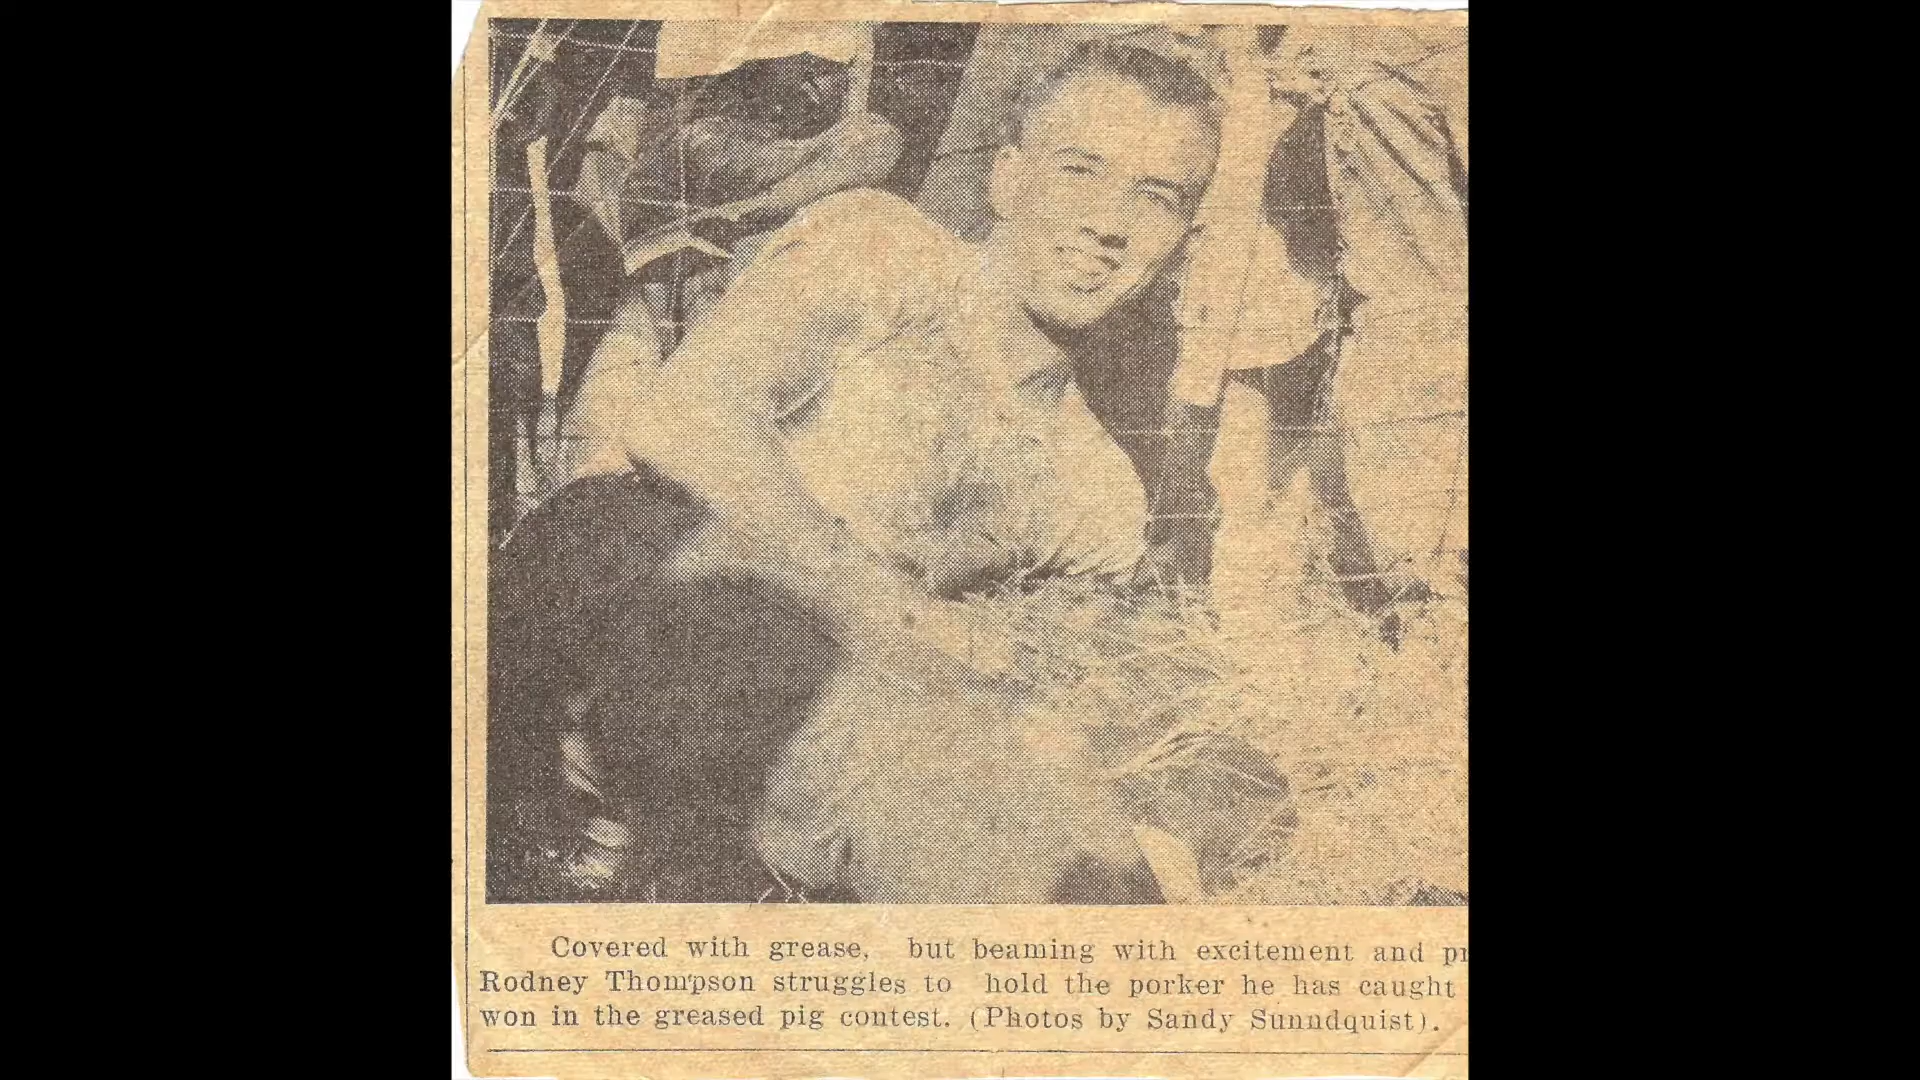 Covered with grease, but beaming with excitement and
Rodney Thompson struggles to hold the porker he has caught
won in the greased pig contest. (Photos by Sandy Sunndquist).